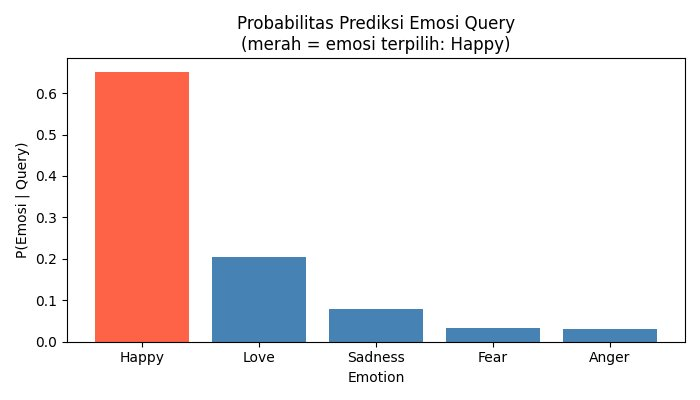 Probabilitas Prediksi Emosi Query
(merah = emosi terpilih: Happy)
P(Emosi | Query)
0.6
0.5
0.4
0.3
0.2
0.1
0.0
Happy Love Sadness Fear Anger
Emotion